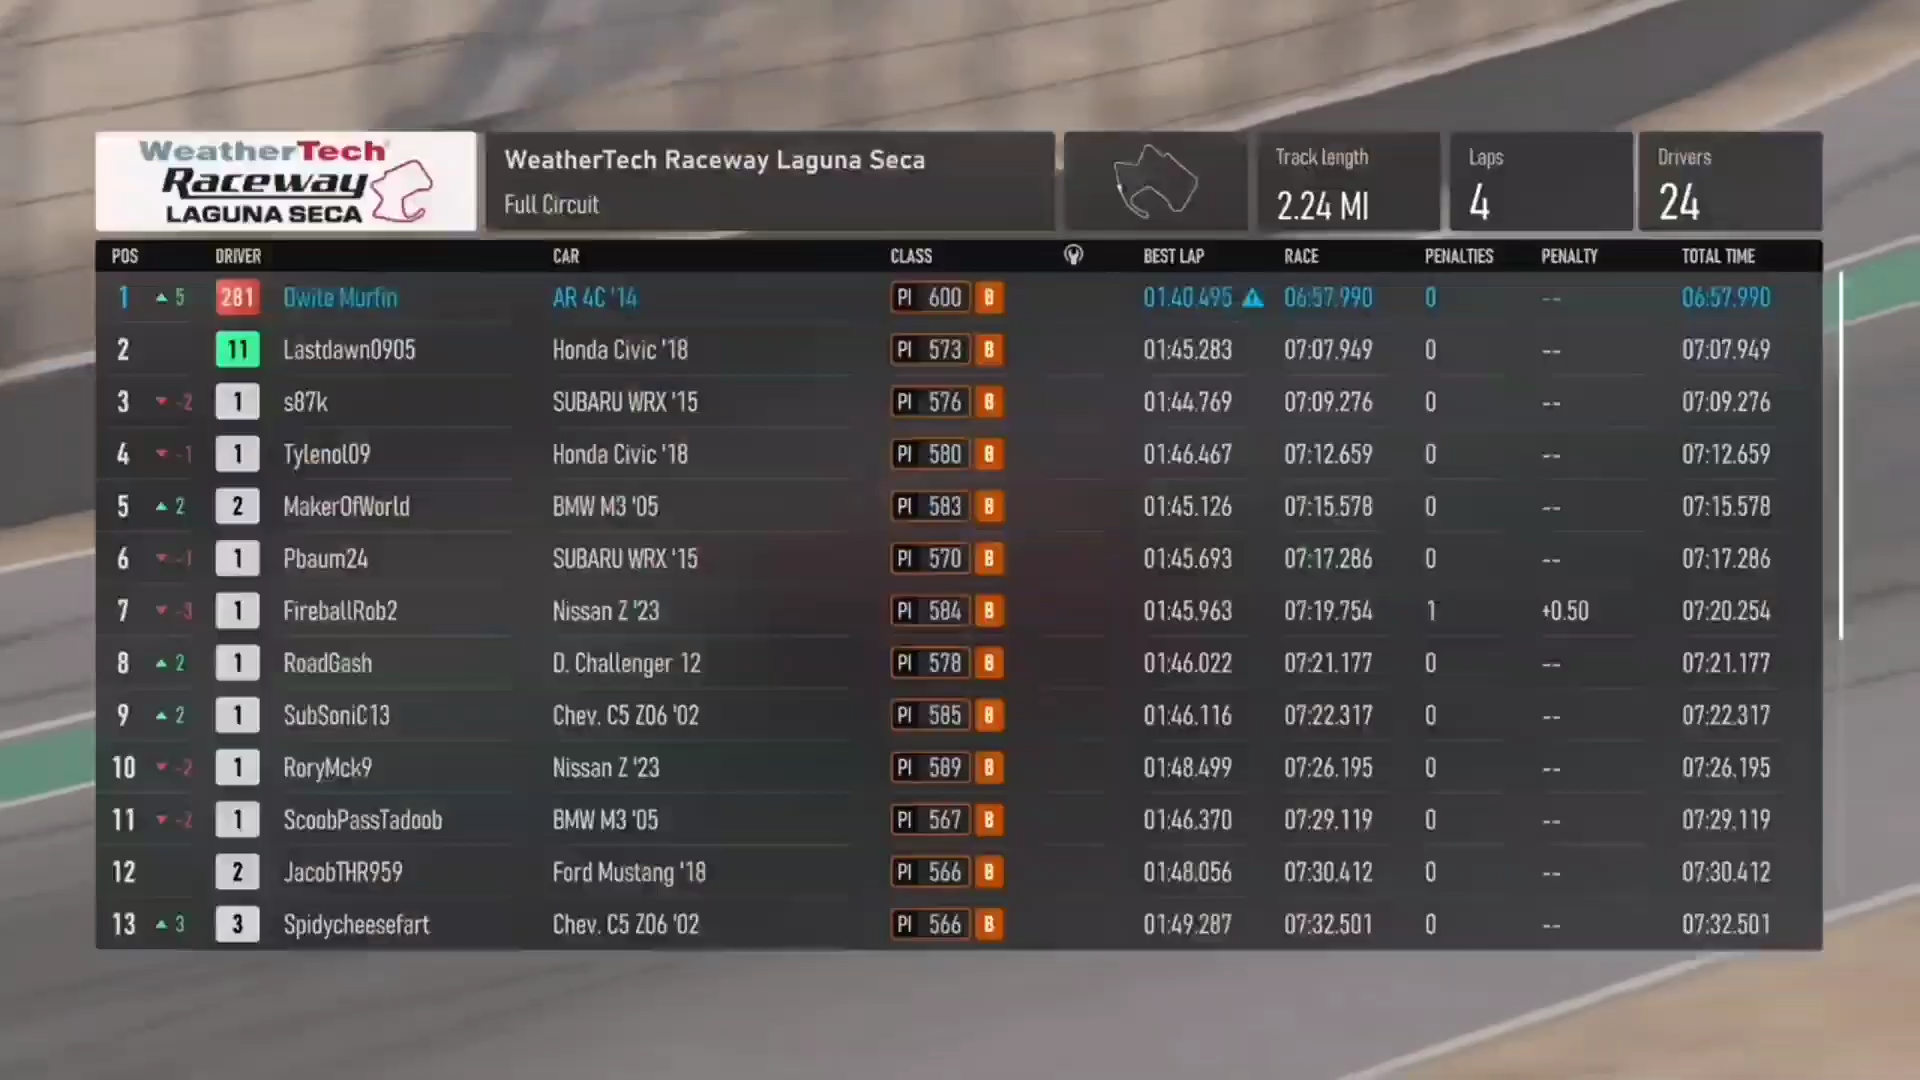 WeatherTech
Raceway
LAGUNA SECA
WeatherTech Raceway Laguna Seca
Full Circuit
Track length
2.24 MI
Laps
4
Drivers
24
POS DRIVER CAR CLASS BEST LAP RACE PENALTIES PENALTY TOTAL TIME
1 5 281 Dwite Murfin AR 4C '14 PI 600 B 01:40.495 06:57.990 0 -- 06:57.990
2 11 Lastdawn0905 Honda Civic '18 PI 573 B 01:45.283 07:07.949 0 -- 07:07.949
3 -2 1 s87k SUBARU WRX '15 PI 576 B 01:44.769 07:09.276 0 -- 07:09.276
4 -1 1 Tylenol09 Honda Civic '18 PI 580 B 01:46.467 07:12.659 0 -- 07:12.659
5 2 2 MakerOfWorld BMW M3 '05 PI 583 B 01:45.126 07:15.578 0 -- 07:15.578
6 -1 1 Pbaum24 SUBARU WRX '15 PI 570 B 01:45.693 07:17.286 0 -- 07:17.286
7 -3 1 FireballRob2 Nissan Z '23 PI 584 B 01:45.963 07:19.754 1 +0.50 07:20.254
8 2 1 RoadGash D. Challenger 12 PI 578 B 01:46.022 07:21.177 0 -- 07:21.177
9 2 1 SubSoniC13 Chev. C5 Z06 '02 PI 585 B 01:46.116 07:22.317 0 -- 07:22.317
10 -2 1 RoryMck9 Nissan Z '23 PI 589 B 01:48.499 07:26.195 0 -- 07:26.195
11 -2 1 ScoobPassTadoob BMW M3 '05 PI 567 B 01:46.370 07:29.119 0 -- 07:29.119
12 2 JacobTHR959 Ford Mustang '18 PI 566 B 01:48.056 07:30.412 0 -- 07:30.412
13 3 3 Spidycheesefart Chev. C5 Z06 '02 PI 566 B 01:49.287 07:32.501 0 -- 07:32.501